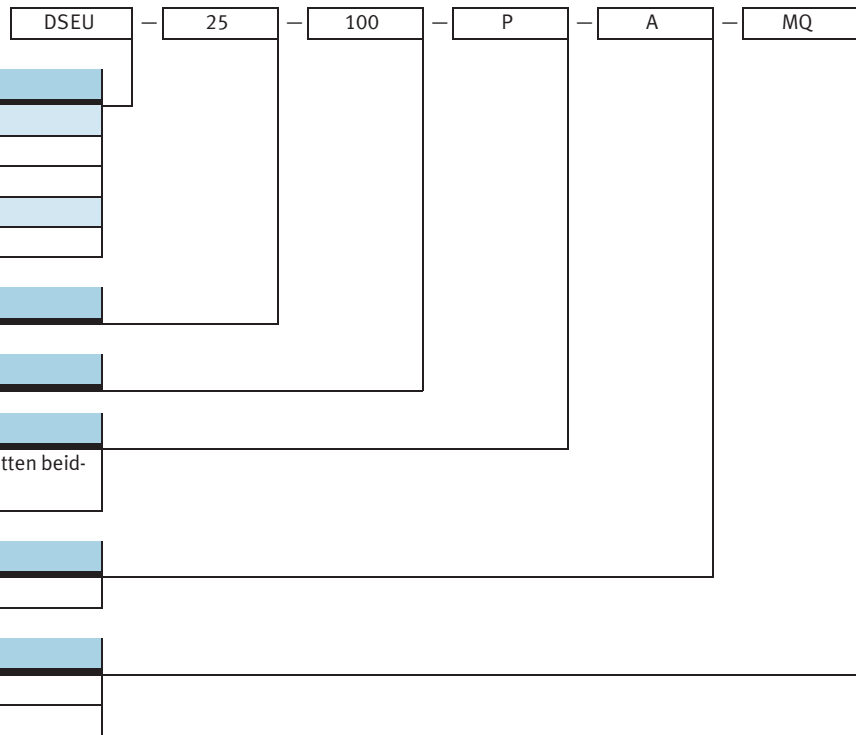 DSEU — 25 — 100 — P — A — MQ
tten beid-